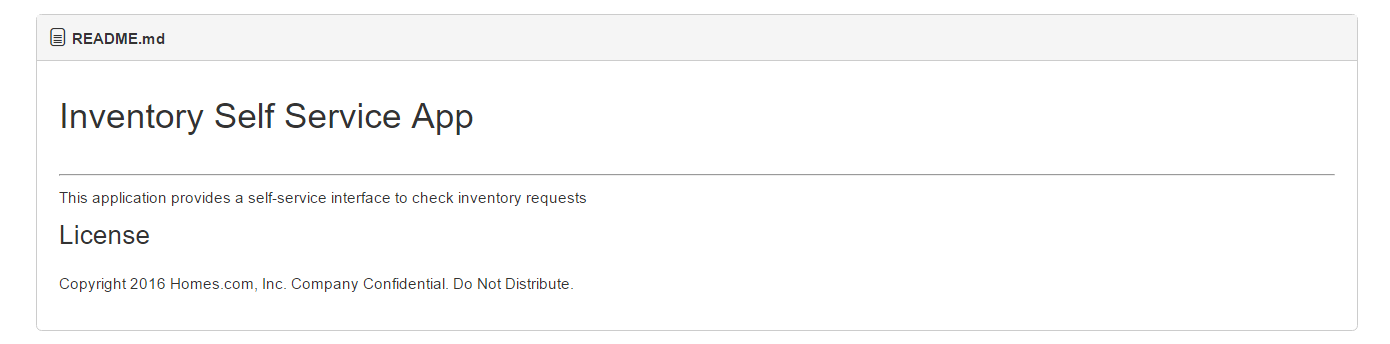 README.md
Inventory Self Service App
This application provides a self-service interface to check inventory requests
License
Copyright 2016 Homes.com, Inc. Company Confidential. Do Not Distribute.